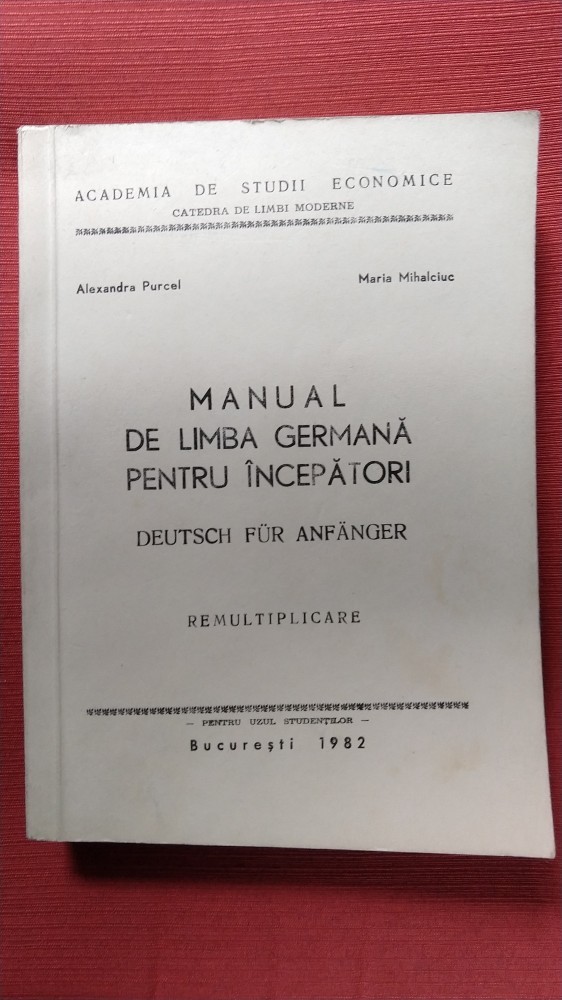 ACADEMIA DE STUDII ECONOMICE
CATEDRA DE LIMBI MODERNE
Alexandra Purcel
Maria Mihalciuc
MANUAL
DE LIMBA GERMANĂ
PENTRU ÎNCEPĂTORI
DEUTSCH FÜR ANFÄNGER
REMULTIPLICARE
— PENTRU UZUL STUDENȚILOR —
București 1982